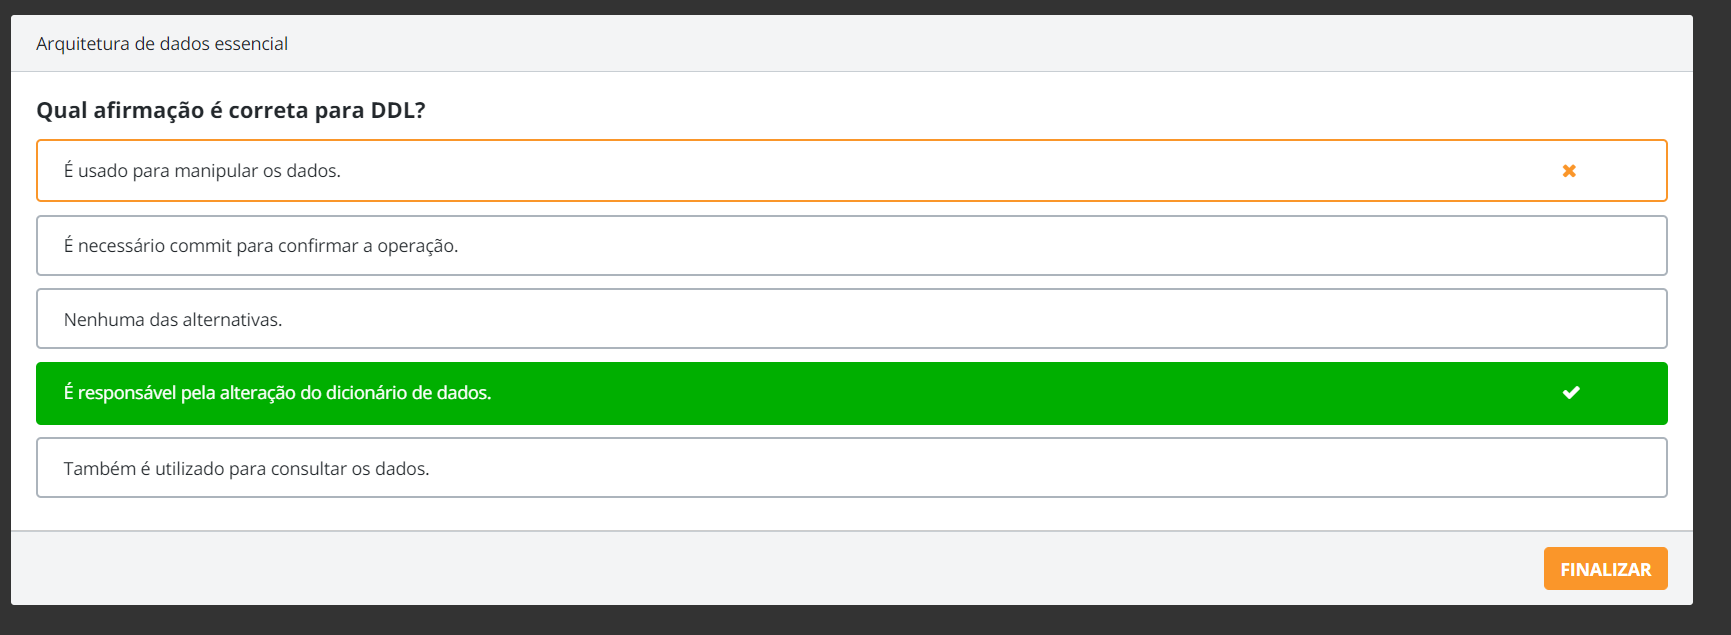 Arquitetura de dados essencial
Qual afirmação é correta para DDL?
É usado para manipular os dados.
É necessário commit para confirmar a operação.
Nenhuma das alternativas.
É responsável pela alteração do dicionário de dados.
Também é utilizado para consultar os dados.
FINALIZAR